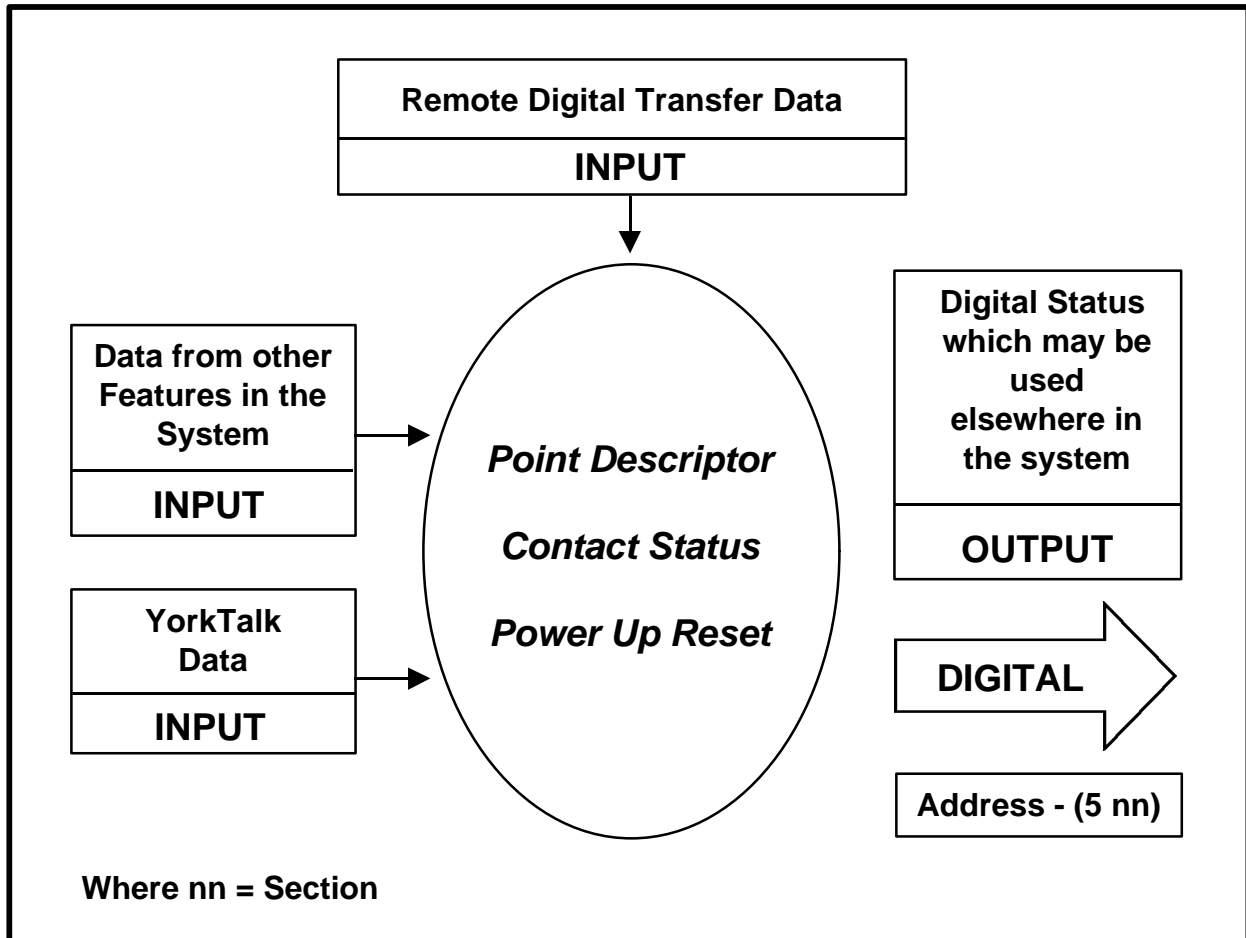 Remote Digital Transfer Data
INPUT
Data from other
Features in the
System
INPUT
YorkTalk
Data
INPUT
Point Descriptor
Contact Status
Power Up Reset
Digital Status
which may be
used
elsewhere in
the system
OUTPUT
DIGITAL
Address - (5 nn)
Where nn = Section